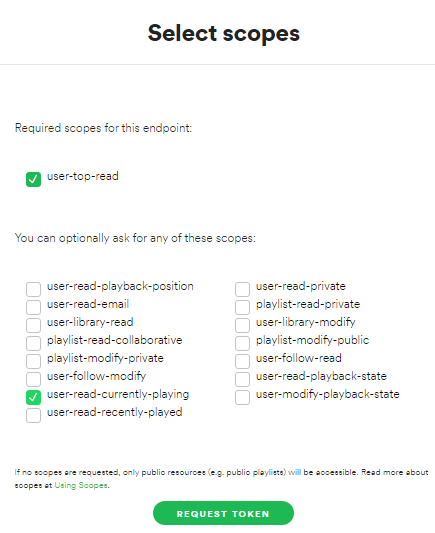 Select scopes
Required scopes for this endpoint:
user-top-read
You can optionally ask for any of these scopes:
user-read-playback-position
user-read-email
user-library-read
playlist-read-collaborative
playlist-modify-private
user-follow-modify
user-read-currently-playing
user-read-recently-played
user-read-private
playlist-read-private
user-library-modify
playlist-modify-public
user-follow-read
user-read-playback-state
user-modify-playback-state
If no scopes are requested, only public resources (e.g. public playlists) will be accessible. Read more about
scopes at Using Scopes.
REQUEST TOKEN